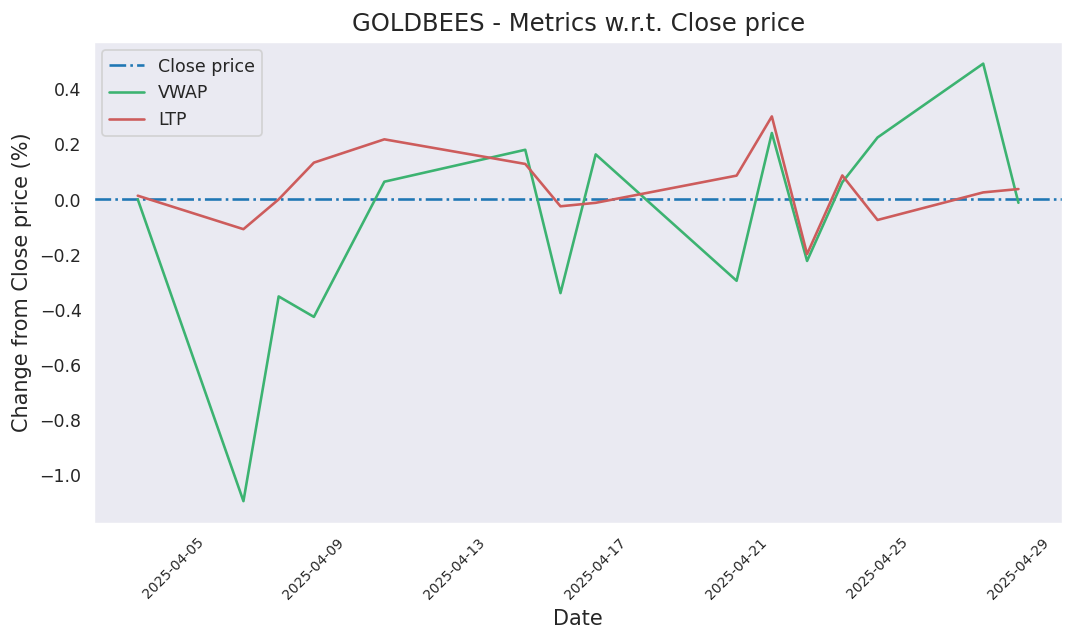 GOLDBEES - Metrics w.r.t. Close price
Close price
VWAP
LTP
Change from Close price (%)
0.4
0.2
0.0
−0.2
−0.4
−0.6
−0.8
−1.0
2025-04-05
2025-04-09
2025-04-13
2025-04-17
2025-04-21
2025-04-25
2025-04-29
Date